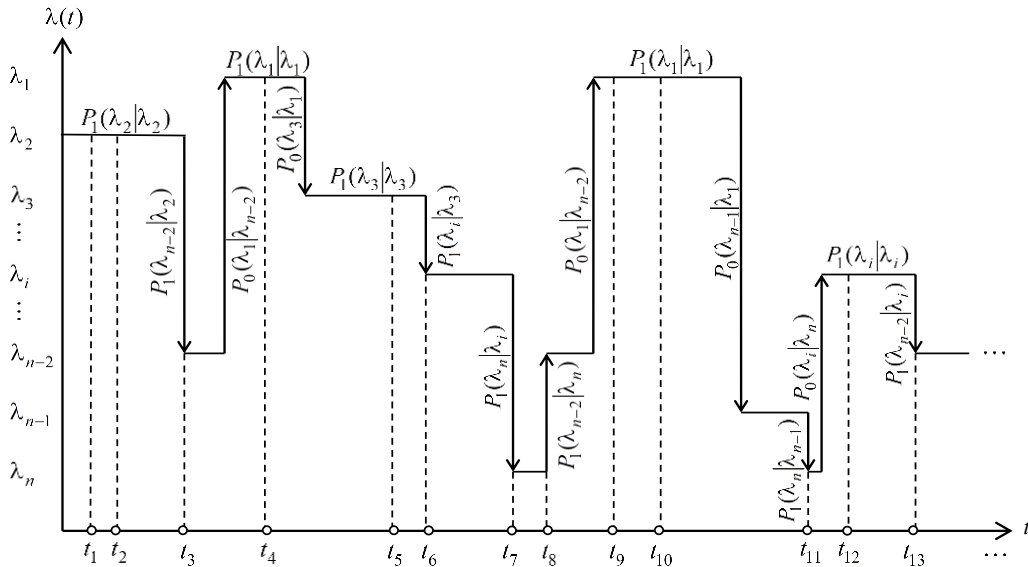 λ(t)
λ₁
λ₂
λ₃
⋮
λᵢ
⋮
λₙ₋₂
λₙ₋₁
λₙ
P₁(λ₂|λ₂)
P₁(λₙ₋₂|λ₂)
P₀(λ₁|λₙ₋₂)
P₁(λ₁|λ₁)
P₀(λ₃|λ₁)
P₁(λ₃|λ₃)
P₁(λᵢ|λ₃)
P₁(λₙ|λᵢ)
P₁(λₙ₋₂|λₙ)
P₀(λ₁|λₙ₋₂)
P₁(λ₁|λ₁)
P₀(λₙ₋₁|λ₁)
P₁(λₙ|λₙ₋₁)
P₀(λᵢ|λₙ)
P₁(λᵢ|λᵢ)
P₁(λₙ₋₂|λᵢ)
...
t
t₁ t₂ t₃ t₄ t₅ t₆ t₇ t₈ t₉ t₁₀ t₁₁ t₁₂ t₁₃ ...